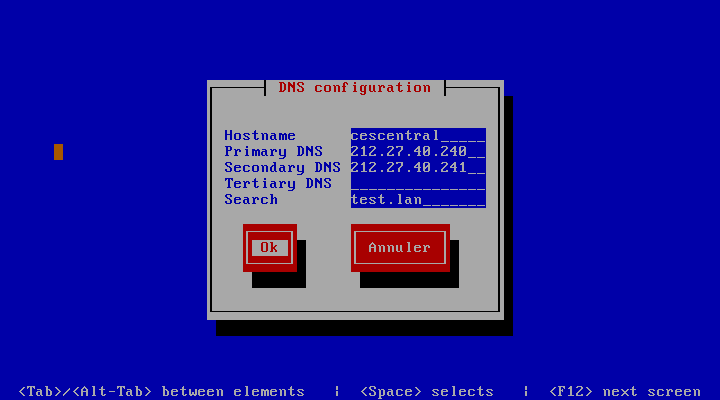 DNS configuration
Hostname cescentral_____
Primary DNS 212.27.40.240__
Secondary DNS 212.27.40.241__
Tertiary DNS _______________
Search test.lan_______
Ok Annuler
<Tab>/<Alt-Tab> between elements | <Space> selects | <F12> next screen